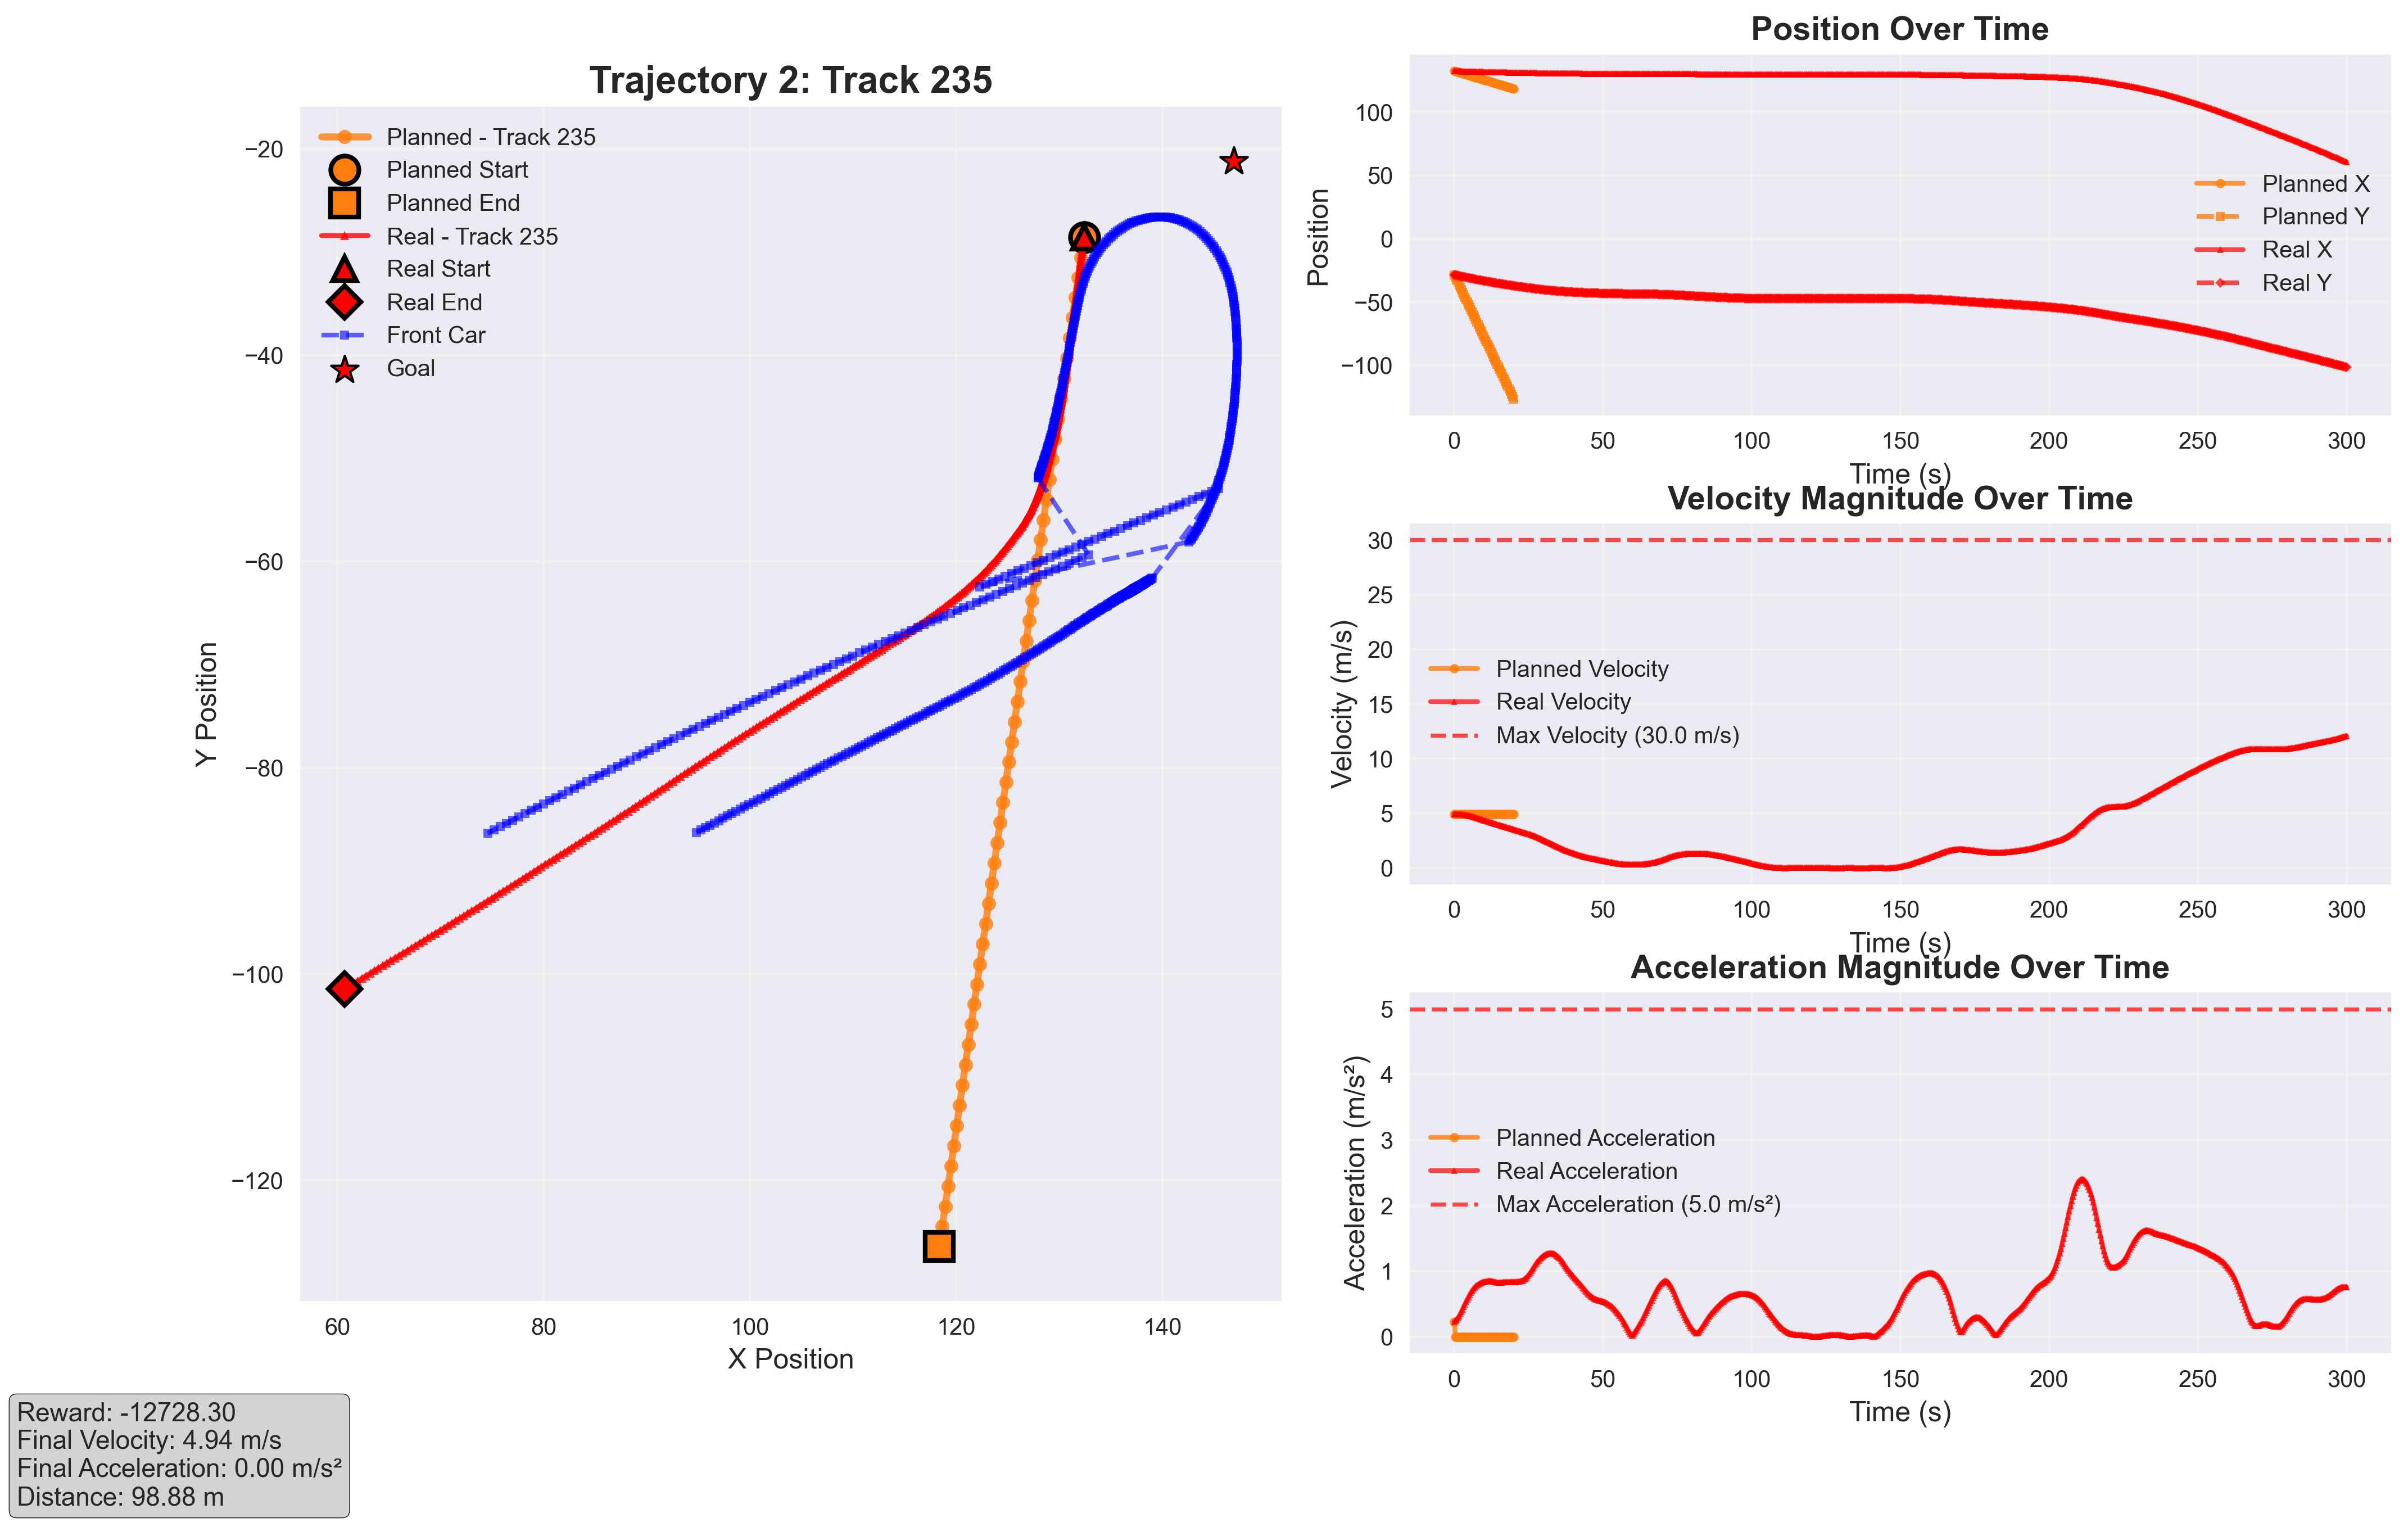 Trajectory 2: Track 235
Planned - Track 235
Planned Start
Planned End
Real - Track 235
Real Start
Real End
Front Car
Goal
−20
−40
−60
−80
−100
−120
Y Position
60
80
100
120
140
X Position
Reward: -12728.30
Final Velocity: 4.94 m/s
Final Acceleration: 0.00 m/s²
Distance: 98.88 m
Position Over Time
100
50
0
−50
−100
Position
Planned X
Planned Y
Real X
Real Y
0
50
100
150
200
250
300
Time (s)
Velocity Magnitude Over Time
30
25
20
15
10
5
0
Velocity (m/s)
Planned Velocity
Real Velocity
Max Velocity (30.0 m/s)
0
50
100
150
200
250
300
Time (s)
Acceleration Magnitude Over Time
5
4
3
2
1
0
Acceleration (m/s²)
Planned Acceleration
Real Acceleration
Max Acceleration (5.0 m/s²)
0
50
100
150
200
250
300
Time (s)